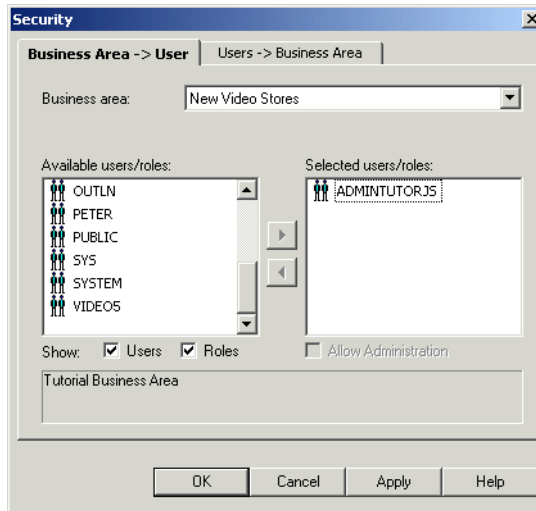 Security
Business Area -> User
Users -> Business Area
Business area:
New Video Stores
Available users/roles:
Selected users/roles:
OUTLN
PETER
PUBLIC
SYS
SYSTEM
VIDEO5
ADMINTUTORJS
Show:
Users
Roles
Allow Administration
Tutorial Business Area
OK
Cancel
Apply
Help